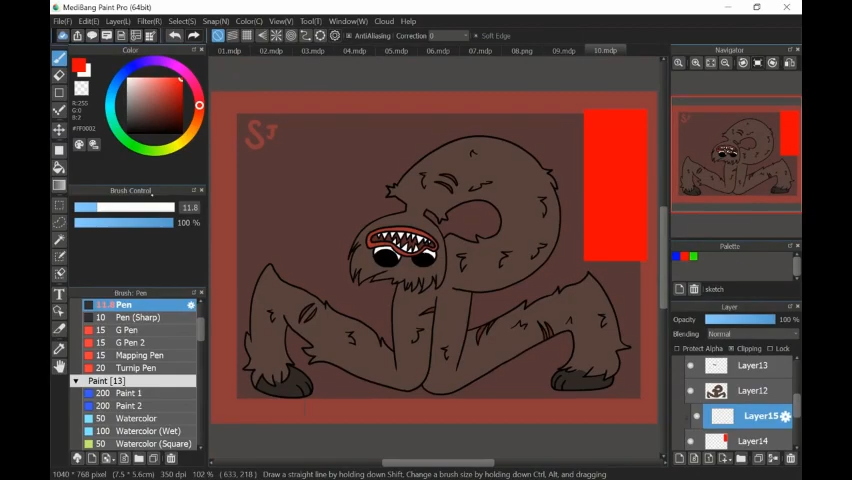 MediBang Paint Pro (64bit)
File(F) Edit(E) Layer(L) Filter(R) Select(S) Snap(N) Color(C) View(V) Tool(T) Window(W) Cloud Help
AntiAliasing Correction 0 Soft Edge
Color
01.mdp 02.mdp 03.mdp 04.mdp 05.mdp 06.mdp 07.mdp 08.png 09.mdp 10.mdp
Navigator
R:255
G:0
B:2
#FF0002
SJ
Brush Control
11.8
100 %
Palette
sketch
Brush: Pen
11.8 Pen
10 Pen (Sharp)
15 G Pen
15 G Pen 2
15 Mapping Pen
20 Turnip Pen
Paint [13]
200 Paint 1
200 Paint 2
50 Watercolor
100 Watercolor (Wet)
50 Watercolor (Square)
Layer
Opacity 100 %
Blending Normal
Protect Alpha Clipping Lock
Layer13
Layer12
Layer15
Layer14
1040 * 768 pixel (7.5 * 5.6cm) 350 dpi 102 % ( 633, 218 ) Draw a straight line by holding down Shift, Change a brush size by holding down Ctrl, Alt, and dragging